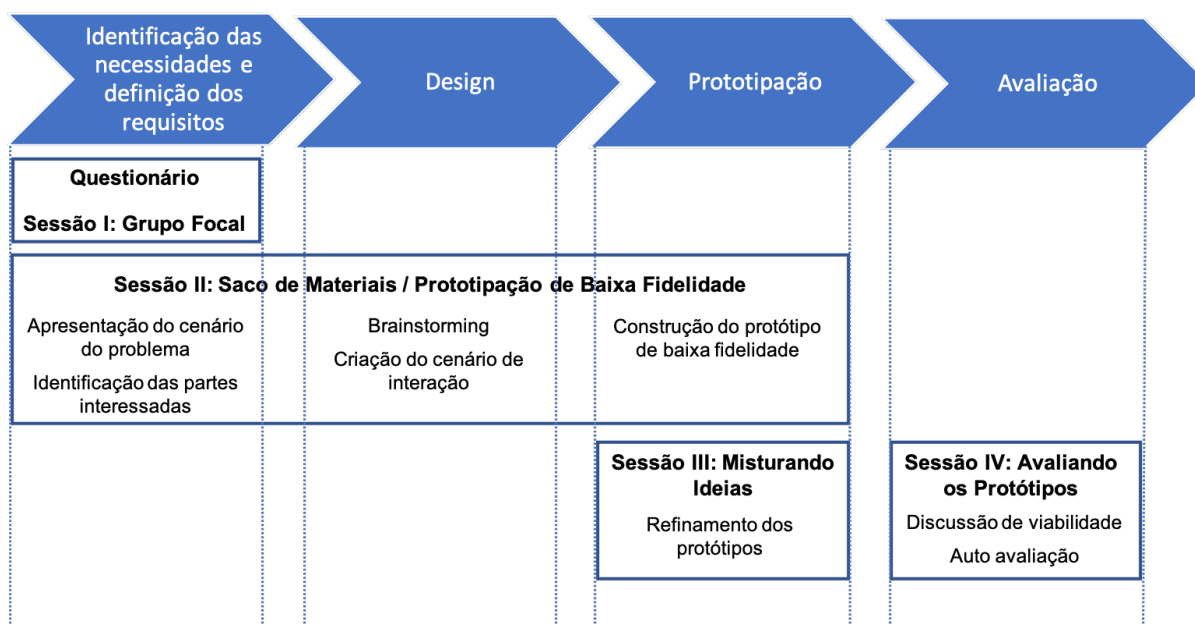 Identificação das
necessidades e
definição dos
requisitos
Design
Prototipação
Avaliação
Questionário
Sessão I: Grupo Focal
Sessão II: Saco de Materiais / Prototipação de Baixa Fidelidade
Apresentação do cenário
do problema
Identificação das partes
interessadas
Brainstorming
Criação do cenário de
interação
Construção do protótipo
de baixa fidelidade
Sessão III: Misturando
Ideias
Refinamento dos
protótipos
Sessão IV: Avaliando
os Protótipos
Discussão de viabilidade
Auto avaliação